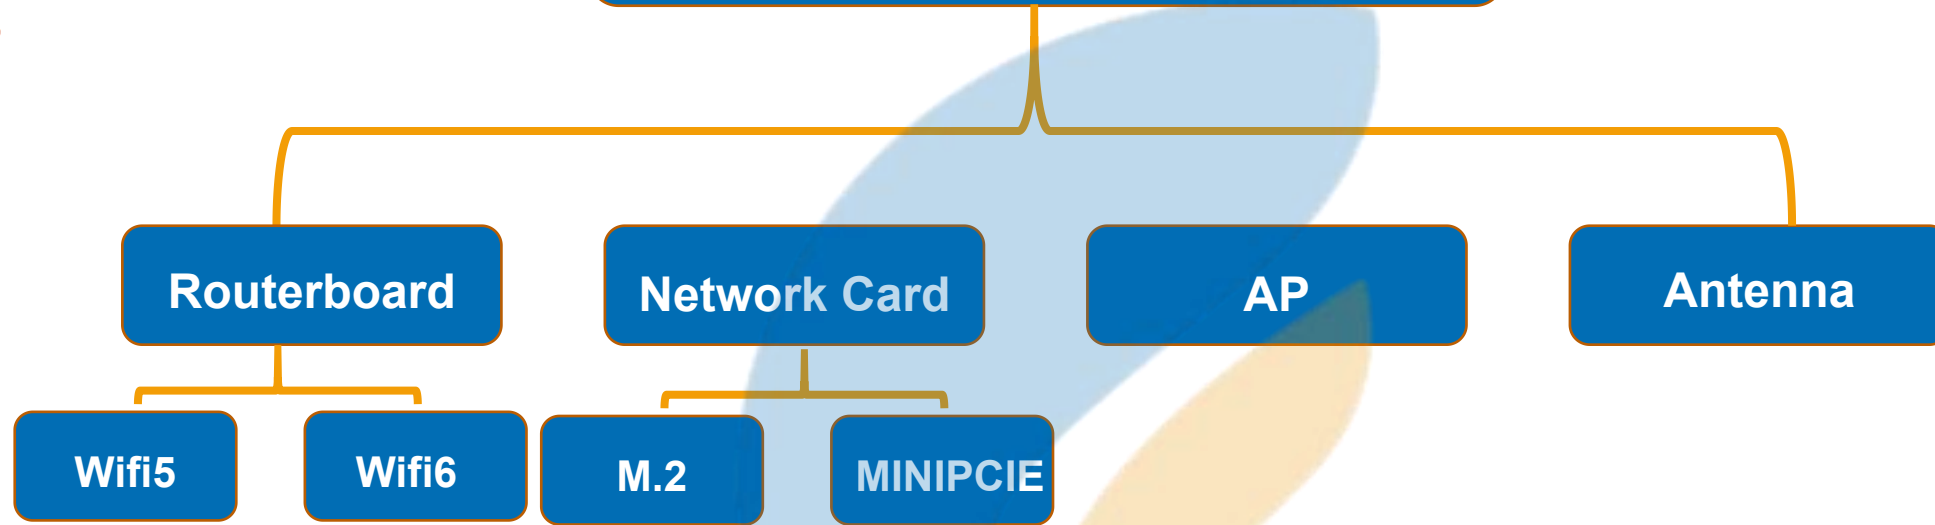 Routerboard
Network Card
AP
Antenna
Wifi5
Wifi6
M.2
MINIPCIE